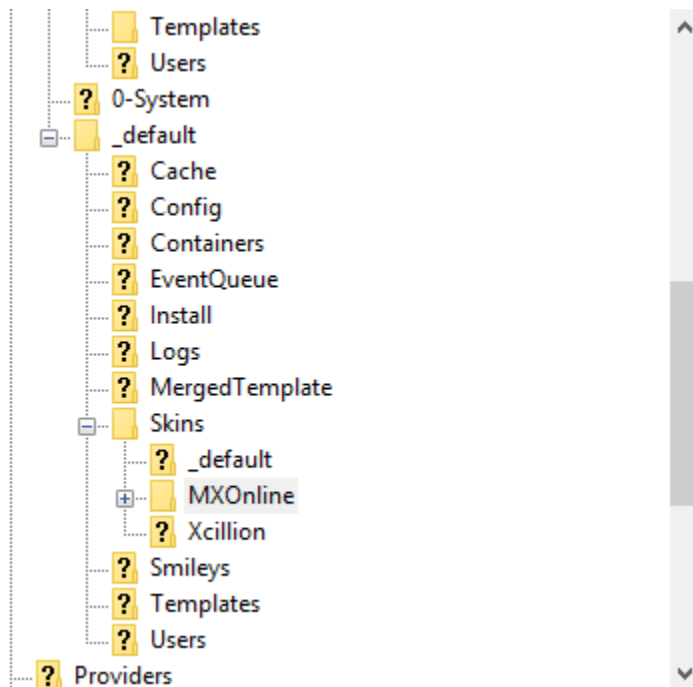 Templates
Users
0-System
_default
Cache
Config
Containers
EventQueue
Install
Logs
MergedTemplate
Skins
_default
MXOnline
Xcillion
Smileys
Templates
Users
Providers